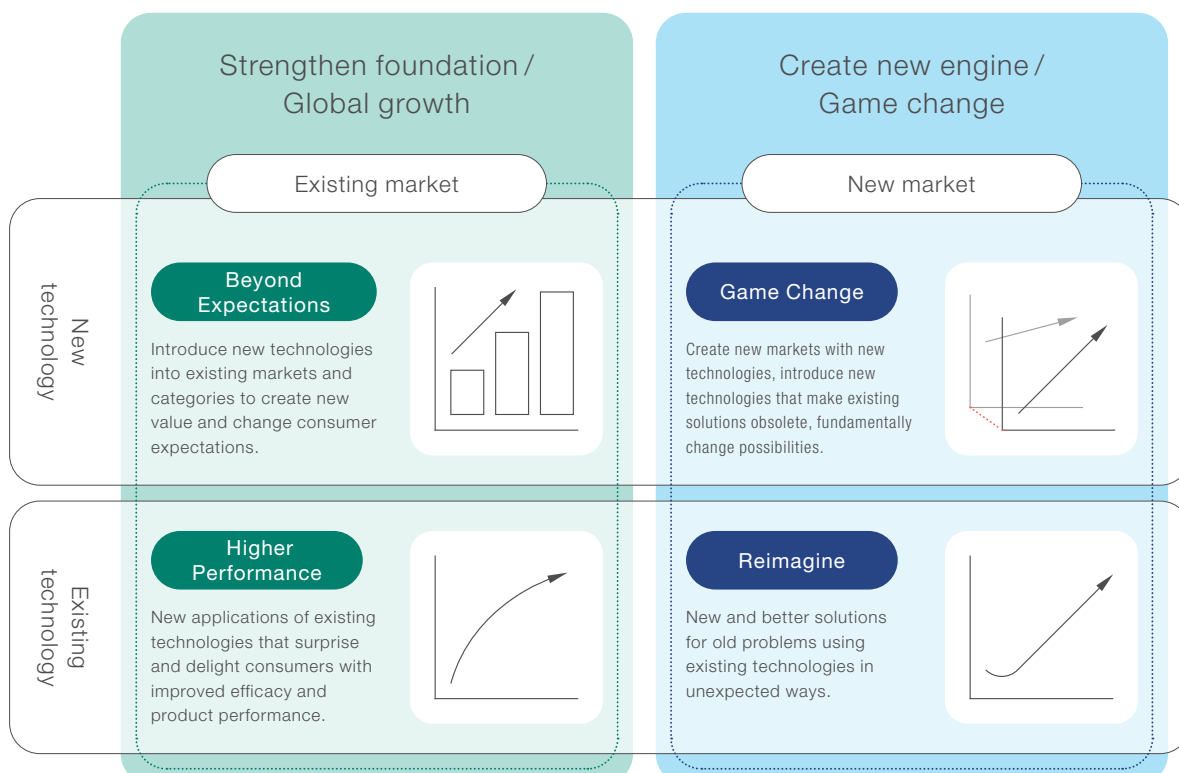 Strengthen foundation /
Global growth
Create new engine /
Game change
Existing market
New market
New
technology
Beyond
Expectations
Introduce new technologies
into existing markets and
categories to create new
value and change consumer
expectations.
Game Change
Create new markets with new
technologies, introduce new
technologies that make existing
solutions obsolete, fundamentally
change possibilities.
Existing
technology
Higher
Performance
New applications of existing
technologies that surprise
and delight consumers with
improved efficacy and
product performance.
Reimagine
New and better solutions
for old problems using
existing technologies in
unexpected ways.